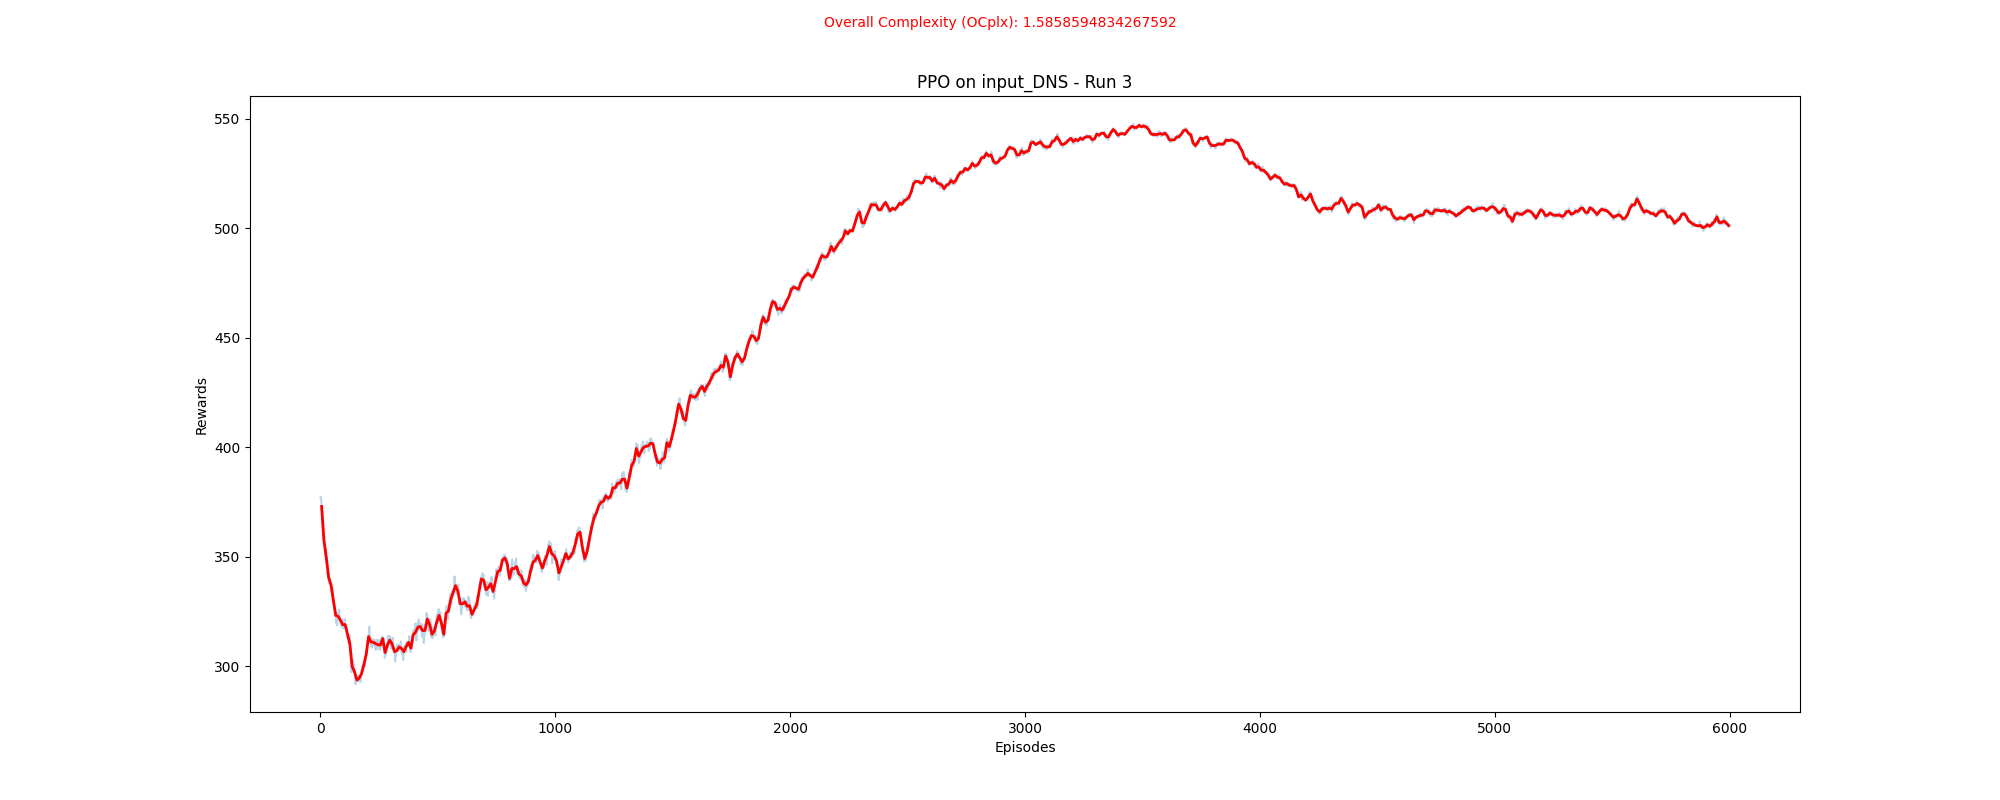 Overall Complexity (OCplx): 1.5858594834267592
PPO on input_DNS - Run 3
550
500
450
400
350
300
Rewards
0 1000 2000 3000 4000 5000 6000
Episodes